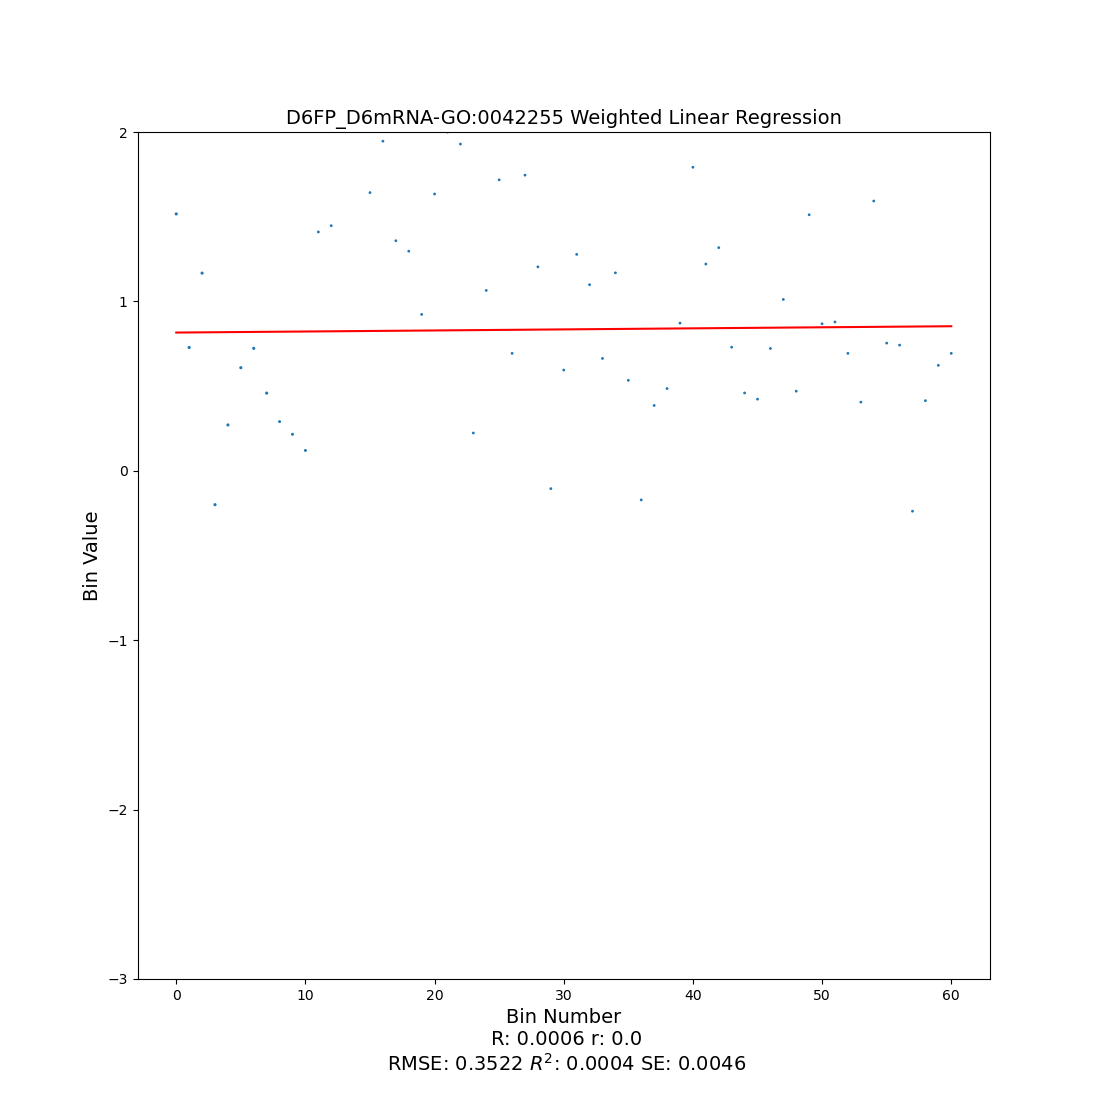 D6FP_D6mRNA-GO:0042255 Weighted Linear Regression
2
1
0
−1
−2
−3
Bin Value
0 10 20 30 40 50 60
Bin Number
R: 0.0006 r: 0.0
RMSE: 0.3522 R²: 0.0004 SE: 0.0046